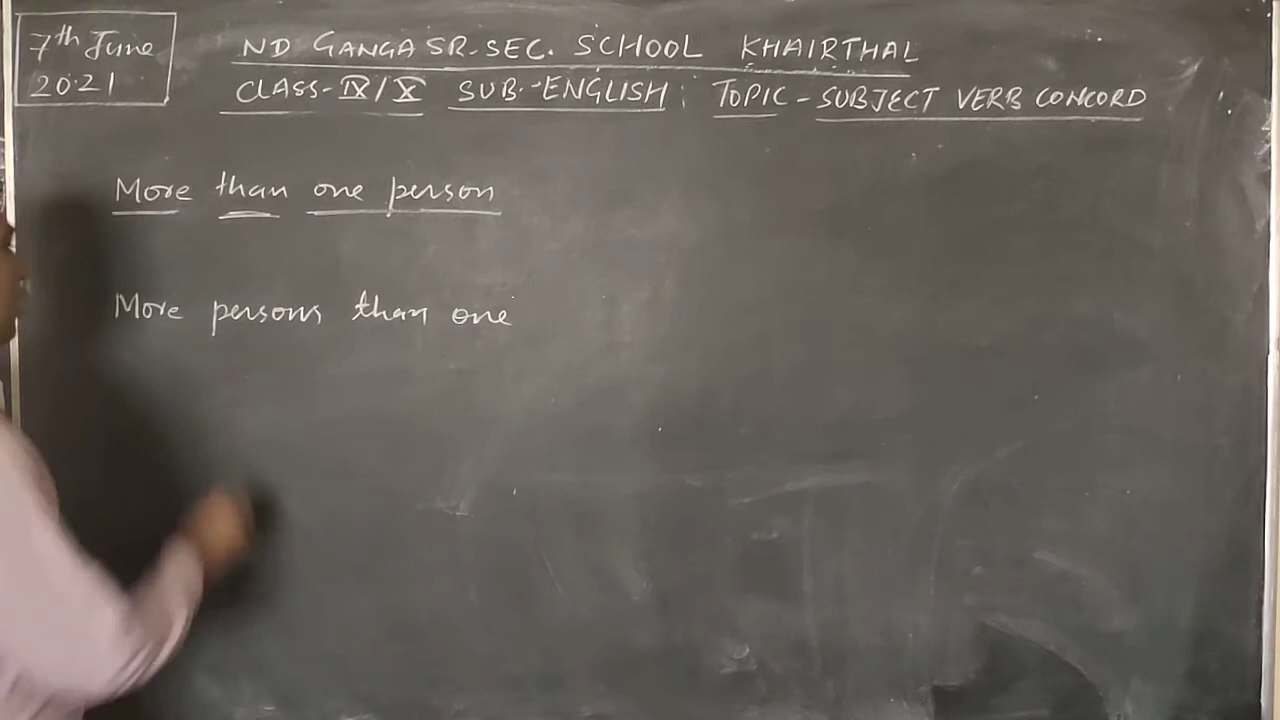 7th June
2021
ND GANGA SR. SEC. SCHOOL KHAIRTHAL
CLASS-IX/X SUB.-ENGLISH: TOPIC-SUBJECT VERB CONCORD
More than one person
More persons than one